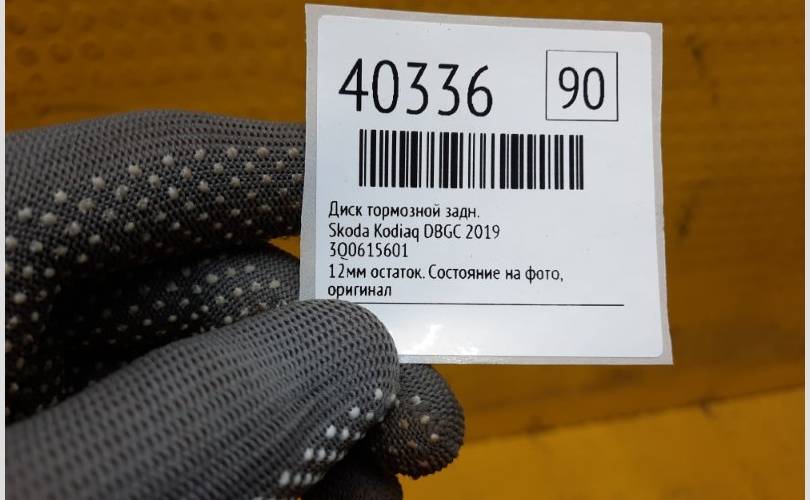 40336 90
Диск тормозной задн.
Skoda Kodiaq DBGC 2019
3Q0615601
12мм остаток. Состояние на фото,
оригинал